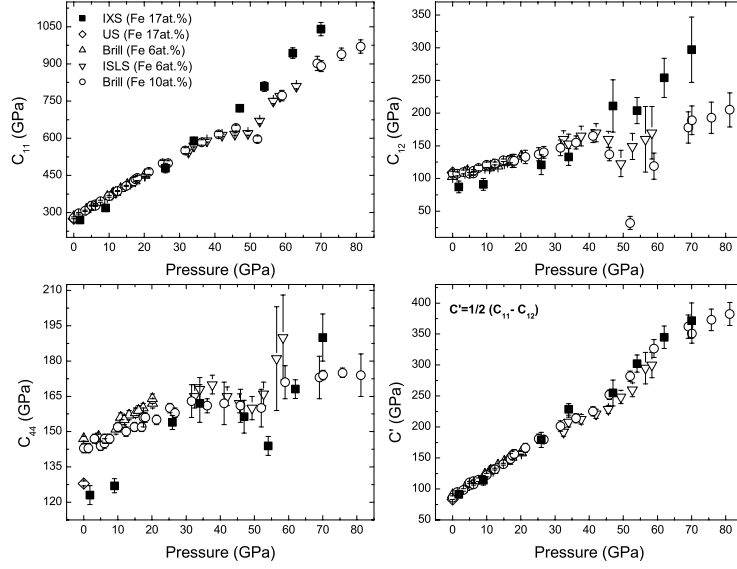 IXS (Fe 17at.%)
US (Fe 17at.%)
Brill (Fe 6at.%)
ISLS (Fe 6at.%)
Brill (Fe 10at.%)
1050
900
750
600
450
300
C11 (GPa)
0 10 20 30 40 50 60 70 80
Pressure (GPa)
350
300
250
200
150
100
50
C12 (GPa)
0 10 20 30 40 50 60 70 80
Pressure (GPa)
210
195
180
165
150
135
120
C44 (GPa)
0 10 20 30 40 50 60 70 80
Pressure (GPa)
C'=1/2 (C11- C12)
400
350
300
250
200
150
100
50
C' (GPa)
0 10 20 30 40 50 60 70 80
Pressure (GPa)